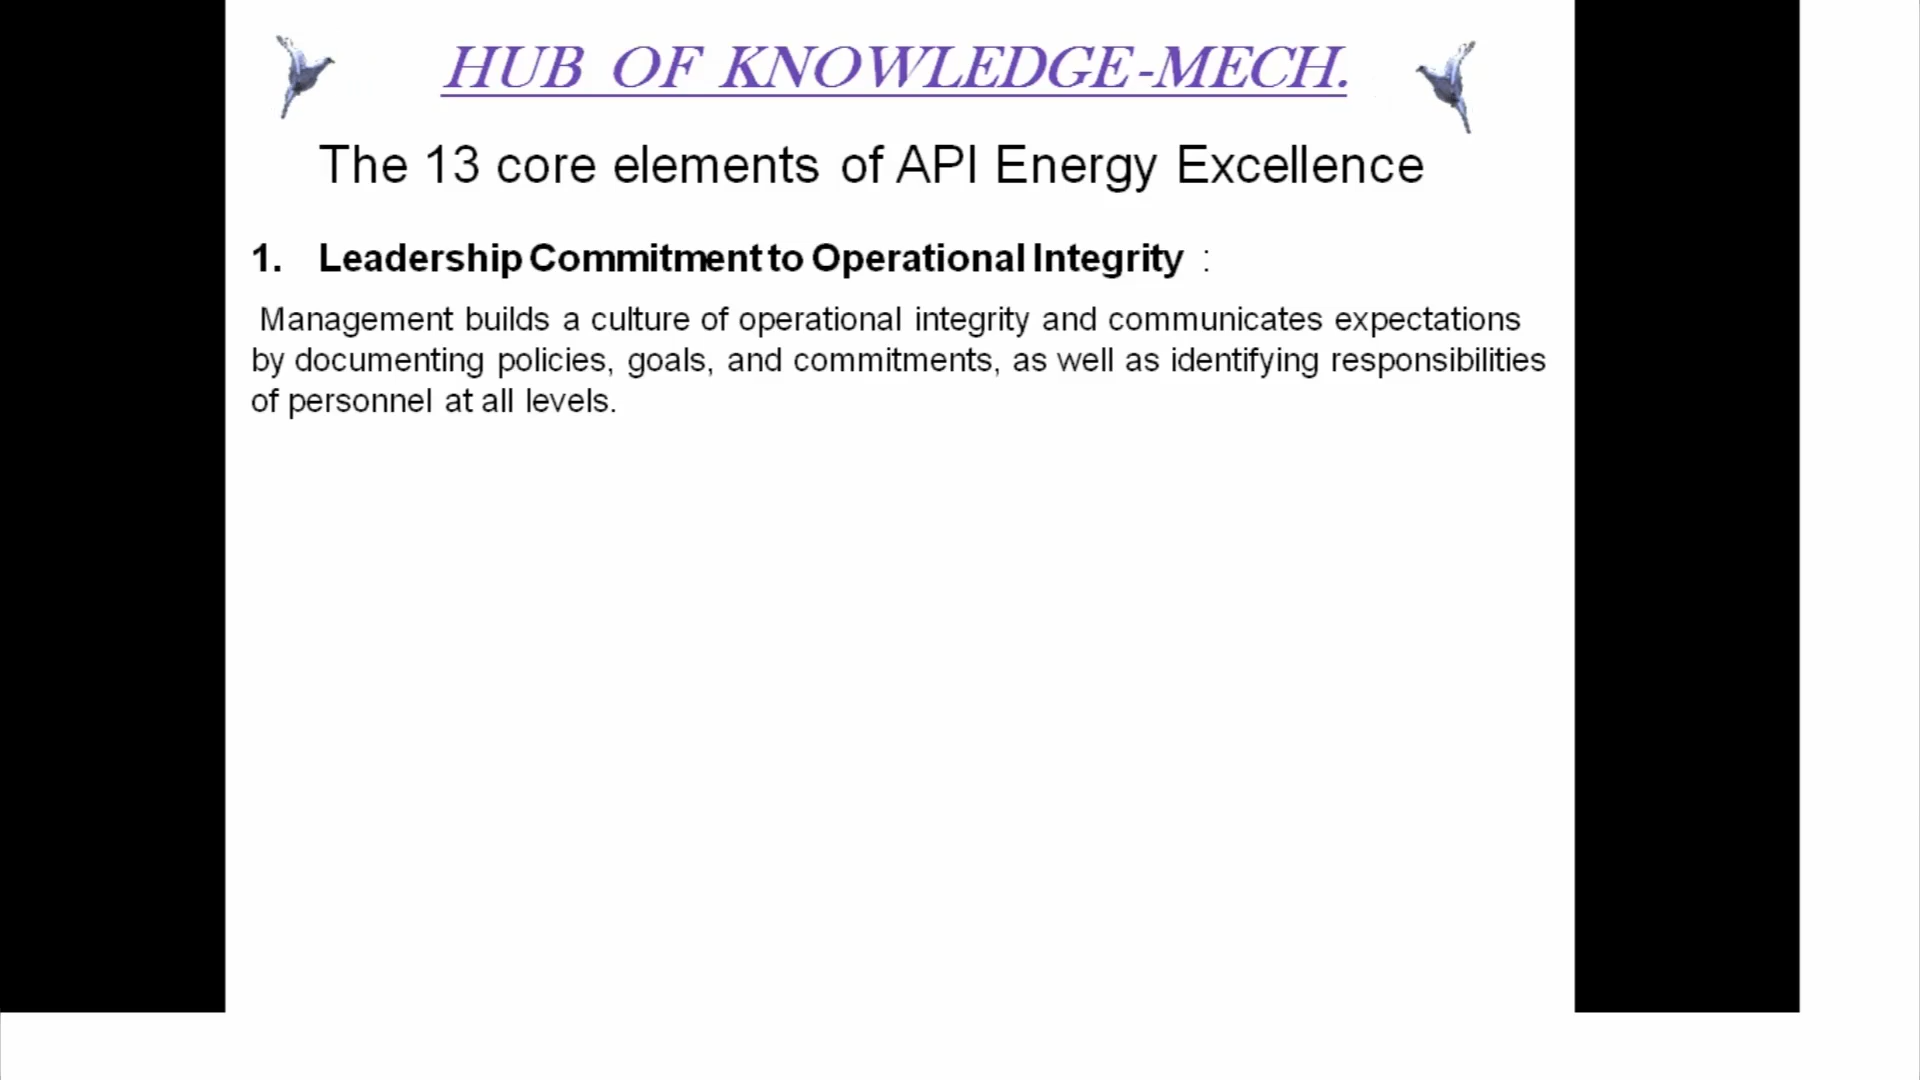 HUB OF KNOWLEDGE-MECH.
The 13 core elements of API Energy Excellence
1. Leadership Commitment to Operational Integrity :
Management builds a culture of operational integrity and communicates expectations
by documenting policies, goals, and commitments, as well as identifying responsibilities
of personnel at all levels.